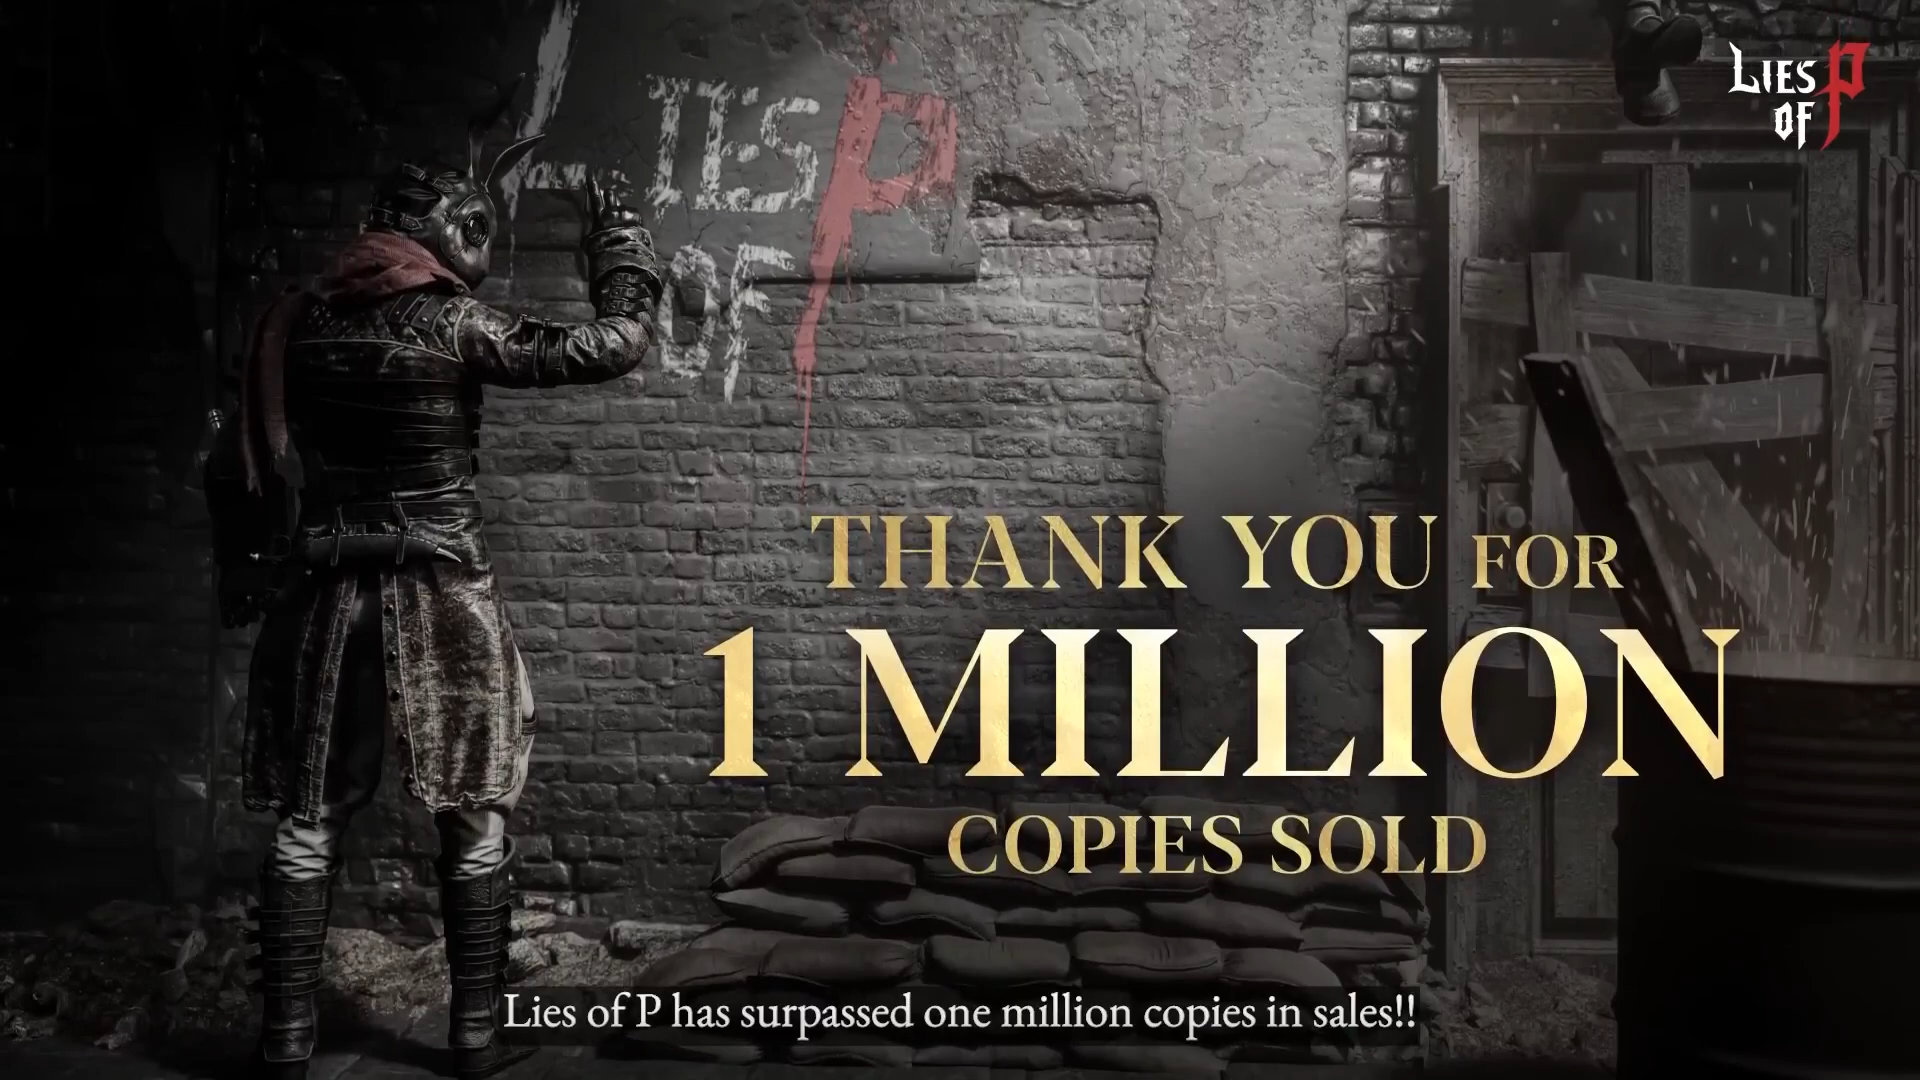 LIES P
OF
LIES P
OF
THANK YOU FOR
1 MILLION
COPIES SOLD
Lies of P has surpassed one million copies in sales!!